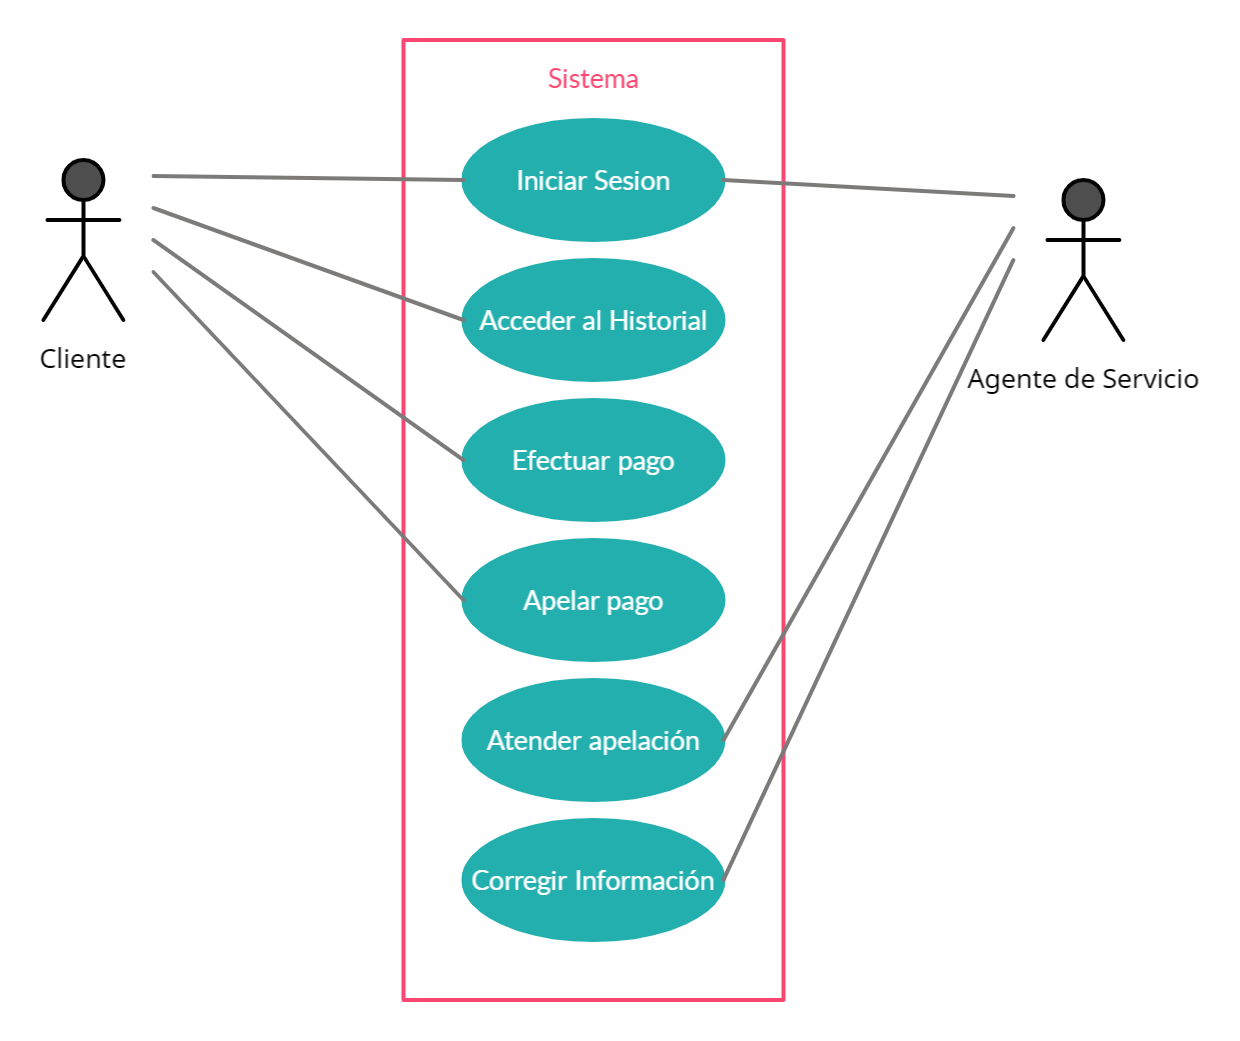 Sistema
Iniciar Sesion
Acceder al Historial
Cliente
Agente de Servicio
Efectuar pago
Apelar pago
Atender apelación
Corregir Información